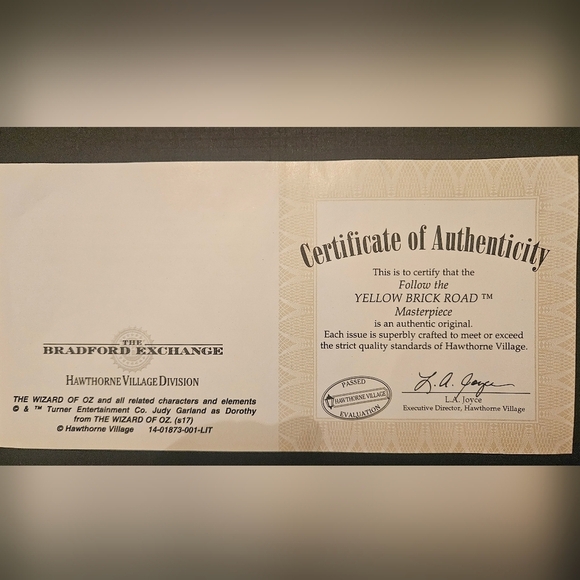 THE
BRADFORD EXCHANGE
HAWTHORNE VILLAGE DIVISION
THE WIZARD OF OZ and all related characters and elements
© & ™ Turner Entertainment Co. Judy Garland as Dorothy
from THE WIZARD OF OZ. (s17)
© Hawthorne Village 14-01873-001-LIT
Certificate of Authenticity
This is to certify that the
Follow the
YELLOW BRICK ROAD ™
Masterpiece
is an authentic original.
Each issue is superbly crafted to meet or exceed
the strict quality standards of Hawthorne Village.
PASSED
HAWTHORNE VILLAGE
EVALUATION
L. A. Joyce
L.A. Joyce
Executive Director, Hawthorne Village